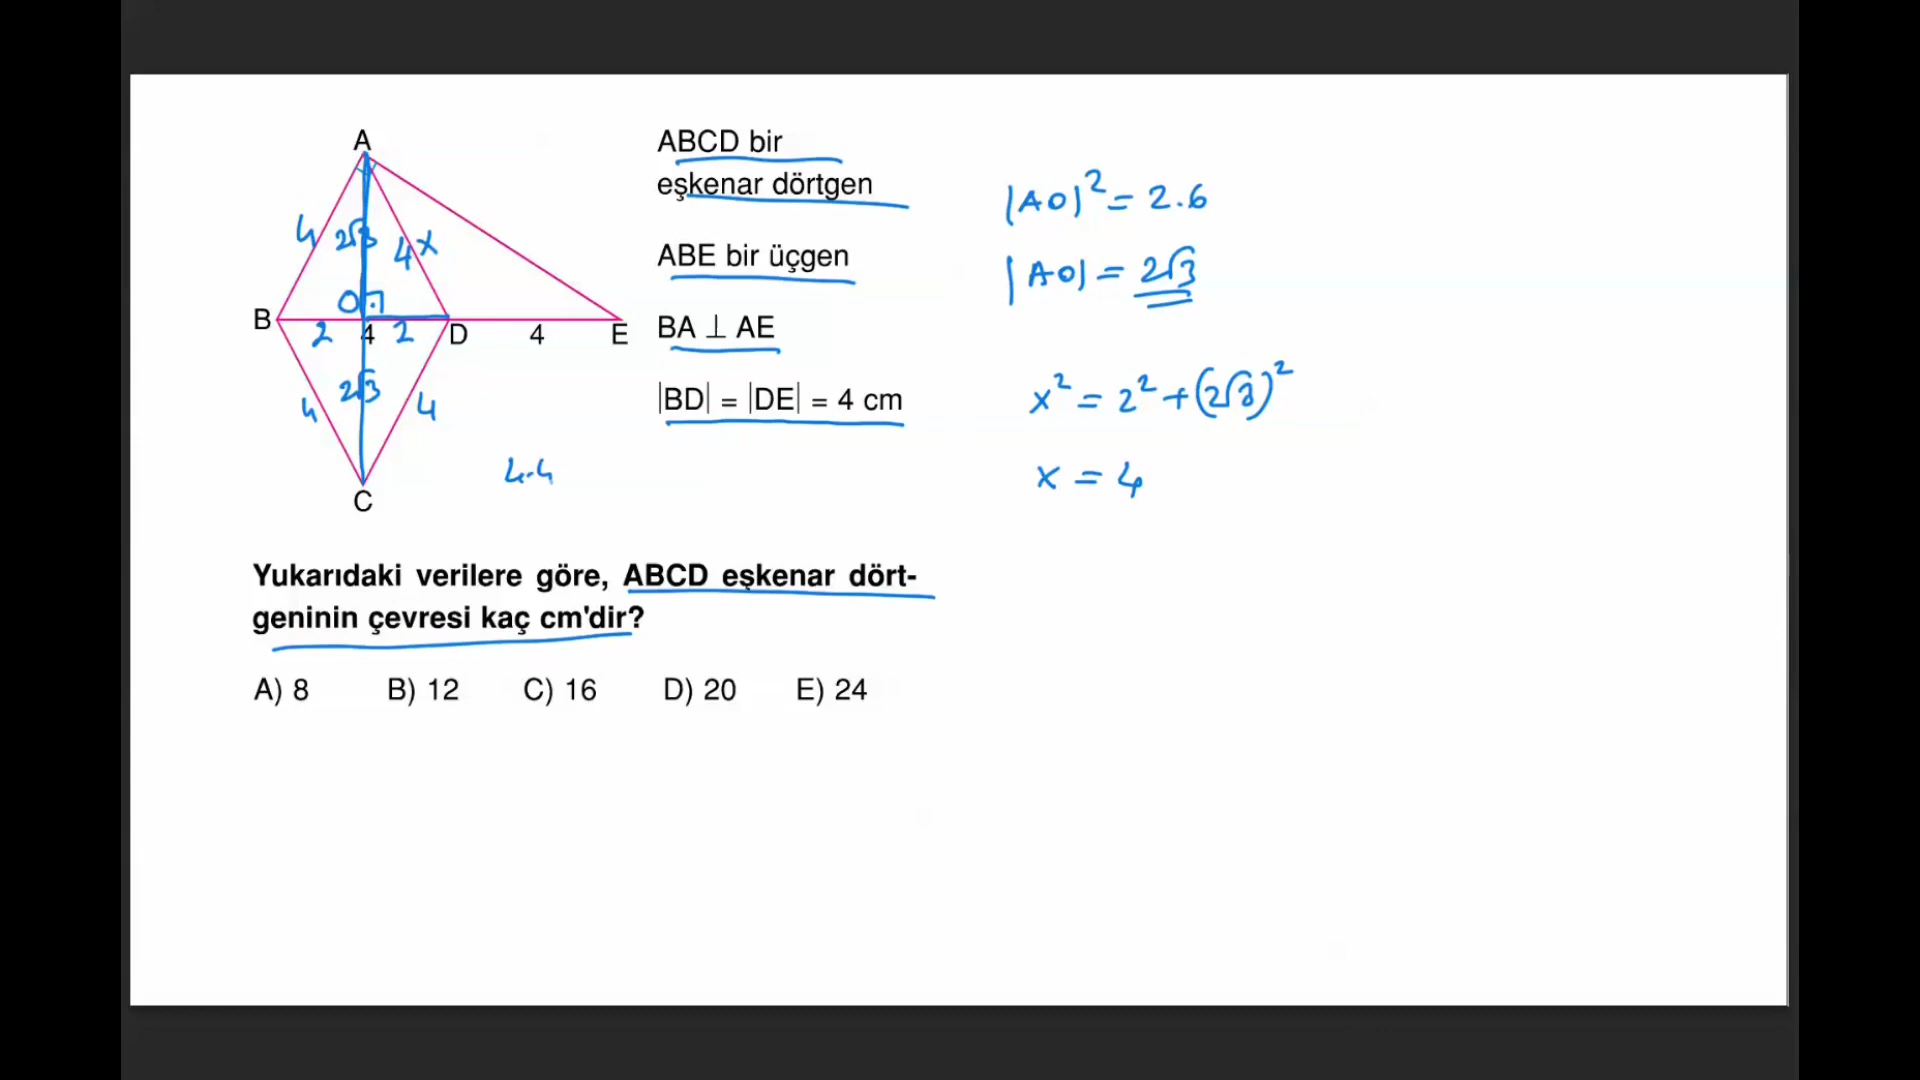 A
ABCD bir
eşkenar dörtgen
|AO|² = 2.6
4 2√3 4 x
ABE bir üçgen
|AO| = 2√3
O
B 2 4 2 D 4 E
BA ⊥ AE
2√3
4 4
|BD| = |DE| = 4 cm
x² = 2² + (2√3)²
4.4
x = 4
C
Yukarıdaki verilere göre, ABCD eşkenar dört-
geninin çevresi kaç cm'dir?
A) 8 B) 12 C) 16 D) 20 E) 24